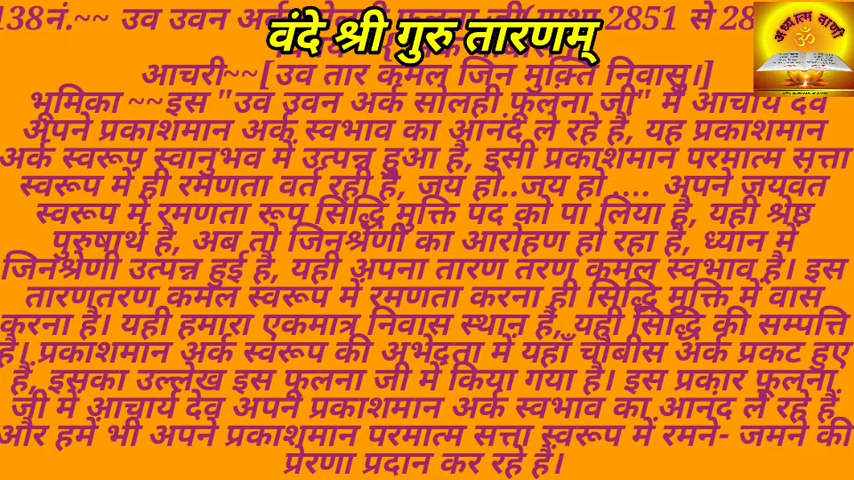 138नं.~~ उव उवन अर्क फूलना जी(गाथा 2851 से
वंदे श्री गुरु तारणम्
अध्यात्म वाणी
ॐ
आचरी~~[उव तार कमल जिन मुक्ति निवासु।]
भूमिका ~~इस "उव उवन अर्क सोलही फूलना जी" में आचार्य देव
अपने प्रकाशमान अर्क स्वभाव का आनंद ले रहे है, यह प्रकाशमान
अर्क स्वरूप स्वानुभव में उत्पन्न हुआ है, इसी प्रकाशमान परमात्म सत्ता
स्वरूप में ही रमणता वर्त रही है, जय हो..जय हो .... अपने जयवंत
स्वरूप में रमणता रूप सिद्धि मुक्ति पद को पा लिया है, यही श्रेष्ठ
पुरुषार्थ है, अब तो जिनश्रेणी का आरोहण हो रहा है, ध्यान में
जिनश्रेणी उत्पन्न हुई है, यही अपना तारण तरण कमल स्वभाव है। इस
तारणतरण कमल स्वरूप में रमणता करना ही सिद्धि मुक्ति में वास
करना है। यही हमारा एकमात्र निवास स्थान है, यही सिद्धि की सम्पत्ति
है। प्रकाशमान अर्क स्वरूप की अभेदता में यहाँ चौबीस अर्क प्रकट हुए
हैं, इसका उल्लेख इस फूलना जी में किया गया है। इस प्रकार फूलना
जी में आचार्य देव अपने प्रकाशमान अर्क स्वभाव का आनंद ले रहे हैं
और हमें भी अपने प्रकाशमान परमात्म सत्ता स्वरूप में रमने- जमने की
प्रेरणा प्रदान कर रहे हैं।